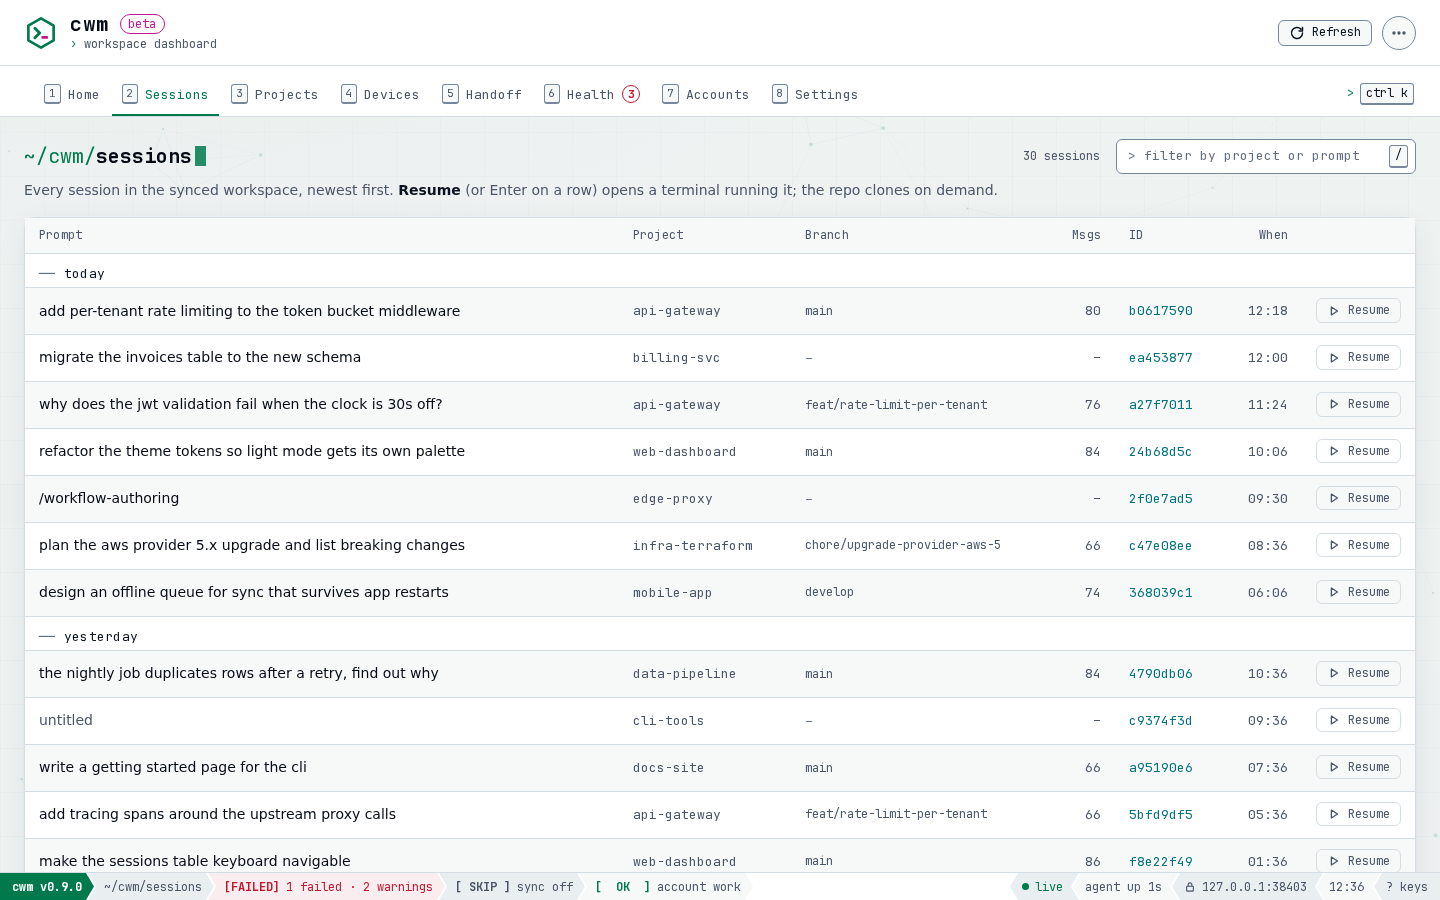 cwm beta
› workspace dashboard
Refresh
1 Home 2 Sessions 3 Projects 4 Devices 5 Handoff 6 Health 3 7 Accounts 8 Settings
> ctrl k
~/cwm/sessions
30 sessions
> filter by project or prompt /
Every session in the synced workspace, newest first. Resume (or Enter on a row) opens a terminal running it; the repo clones on demand.
Prompt Project Branch Msgs ID When
— today
add per-tenant rate limiting to the token bucket middleware api-gateway main 80 b0617590 12:18 Resume
migrate the invoices table to the new schema billing-svc – – ea453877 12:00 Resume
why does the jwt validation fail when the clock is 30s off? api-gateway feat/rate-limit-per-tenant 76 a27f7011 11:24 Resume
refactor the theme tokens so light mode gets its own palette web-dashboard main 84 24b68d5c 10:06 Resume
/workflow-authoring edge-proxy – – 2f0e7ad5 09:30 Resume
plan the aws provider 5.x upgrade and list breaking changes infra-terraform chore/upgrade-provider-aws-5 66 c47e08ee 08:36 Resume
design an offline queue for sync that survives app restarts mobile-app develop 74 368039c1 06:06 Resume
— yesterday
the nightly job duplicates rows after a retry, find out why data-pipeline main 84 4790db06 10:36 Resume
untitled cli-tools – – c9374f3d 09:36 Resume
write a getting started page for the cli docs-site main 66 a95190e6 07:36 Resume
add tracing spans around the upstream proxy calls api-gateway feat/rate-limit-per-tenant 66 5bfd9df5 05:36 Resume
make the sessions table keyboard navigable web-dashboard main 86 f8e22f49 01:36 Resume
cwm v0.9.0 ~/cwm/sessions [FAILED] 1 failed · 2 warnings [ SKIP ] sync off [ OK ] account work live agent up 1s 127.0.0.1:38403 12:36 ? keys